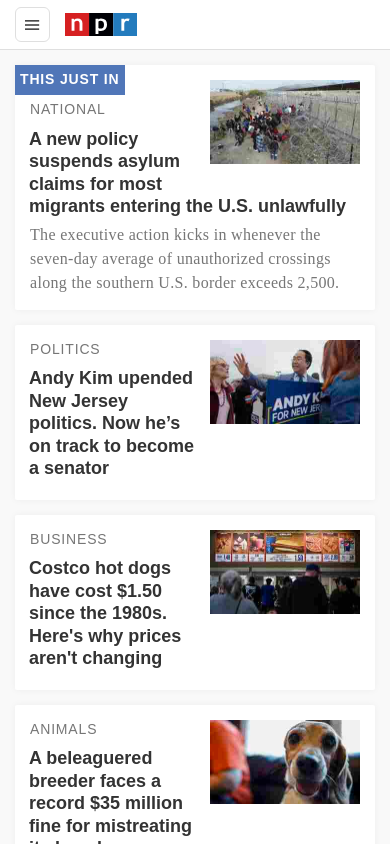 npr
THIS JUST IN
NATIONAL
A new policy
suspends asylum
claims for most
migrants entering the U.S. unlawfully
The executive action kicks in whenever the
seven-day average of unauthorized crossings
along the southern U.S. border exceeds 2,500.
POLITICS
Andy Kim upended
New Jersey
politics. Now he’s
on track to become
a senator
ANDY K
FOR NEW JER
BUSINESS
Costco hot dogs
have cost $1.50
since the 1980s.
Here's why prices
aren't changing
ANIMALS
A beleaguered
breeder faces a
record $35 million
fine for mistreating